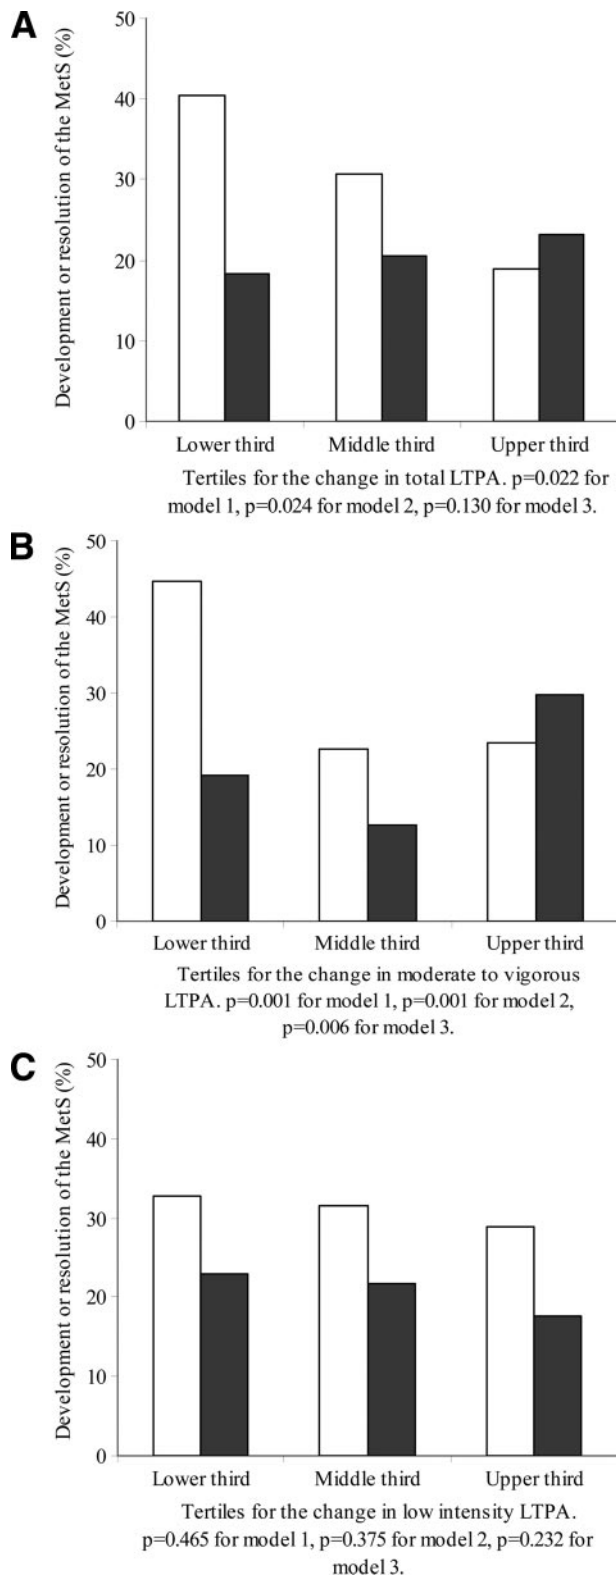 A
Development or resolution of the MetS (%)
50
40
30
20
10
0
Lower third Middle third Upper third
Tertiles for the change in total LTPA. p=0.022 for
model 1, p=0.024 for model 2, p=0.130 for model 3.
B
Development or resolution of the MetS (%)
50
40
30
20
10
0
Lower third Middle third Upper third
Tertiles for the change in moderate to vigorous
LTPA. p=0.001 for model 1, p=0.001 for model 2,
p=0.006 for model 3.
C
Development or resolution of the MetS (%)
50
40
30
20
10
0
Lower third Middle third Upper third
Tertiles for the change in low intensity LTPA.
p=0.465 for model 1, p=0.375 for model 2, p=0.232 for
model 3.